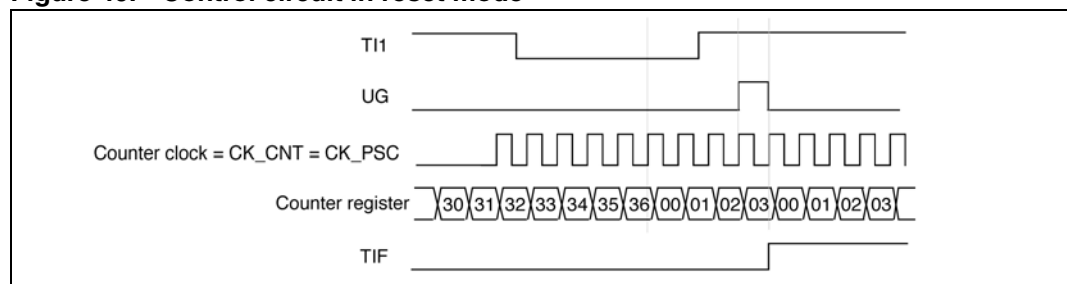 Figure Control circuit in reset mode
TI1
UG
Counter clock = CK_CNT = CK_PSC
Counter register 30 31 32 33 34 35 36 00 01 02 03 00 01 02 03
TIF